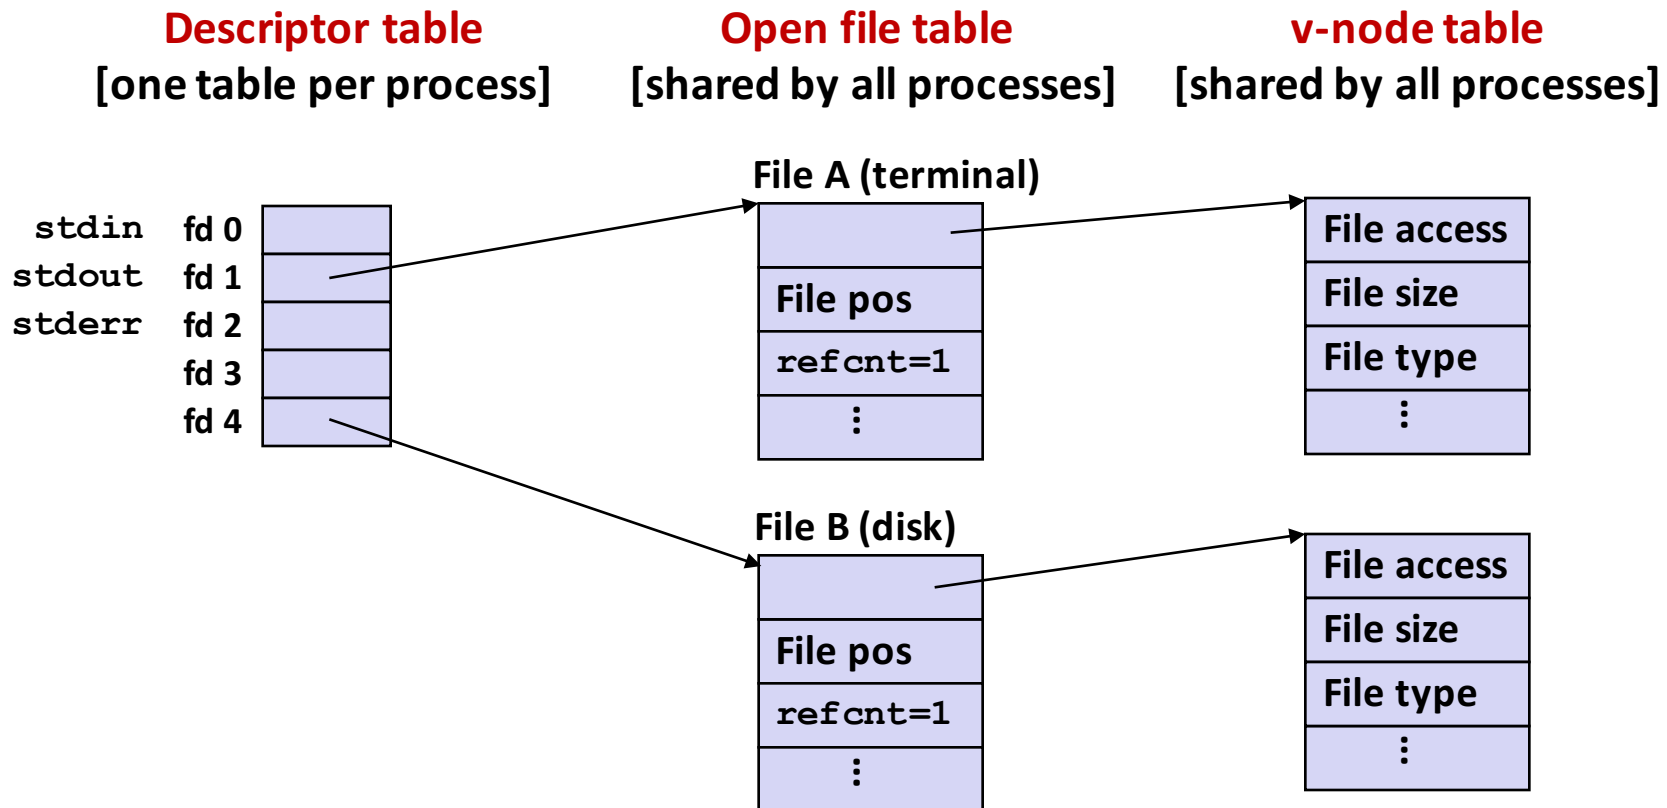 Descriptor table
[one table per process]
Open file table
[shared by all processes]
v-node table
[shared by all processes]
stdin fd 0
stdout fd 1
stderr fd 2
fd 3
fd 4
File A (terminal)
File pos
refcnt=1
⋮
File access
File size
File type
⋮
File B (disk)
File pos
refcnt=1
⋮
File access
File size
File type
⋮